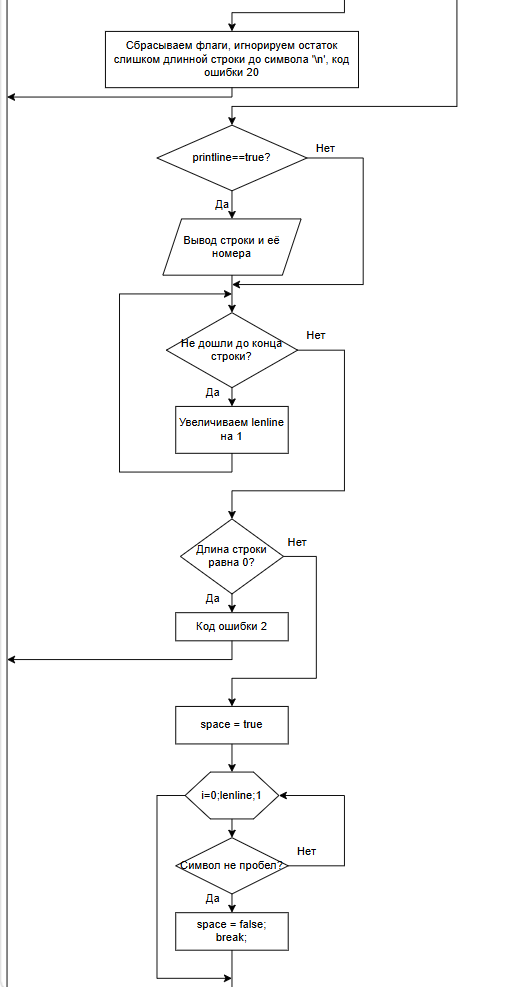 Сбрасываем флаги, игнорируем остаток
слишком длинной строки до символа '\n', код
ошибки 20
printline==true?
Нет
Да
Вывод строки и её
номера
Не дошли до конца
строки?
Нет
Да
Увеличиваем lenline
на 1
Длина строки
равна 0?
Нет
Да
Код ошибки 2
space = true
i=0;lenline;1
Символ не пробел?
Нет
Да
space = false;
break;